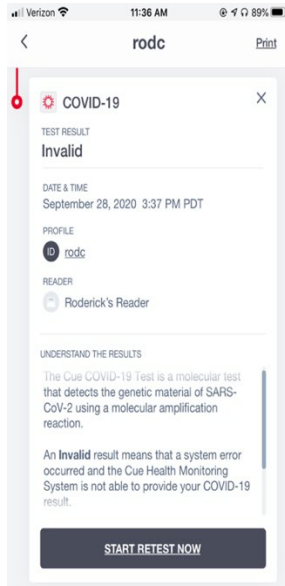 Verizon 11:36 AM 89%
rodc Print
COVID-19 X
TEST RESULT
Invalid
DATE & TIME
September 28, 2020 3:37 PM PDT
PROFILE
ID rodc
READER
Roderick's Reader
UNDERSTAND THE RESULTS
The Cue COVID-19 Test is a molecular test
that detects the genetic material of SARS-
CoV-2 using a molecular amplification
reaction.
An Invalid result means that a system error
occurred and the Cue Health Monitoring
System is not able to provide your COVID-19
result.
START RETEST NOW